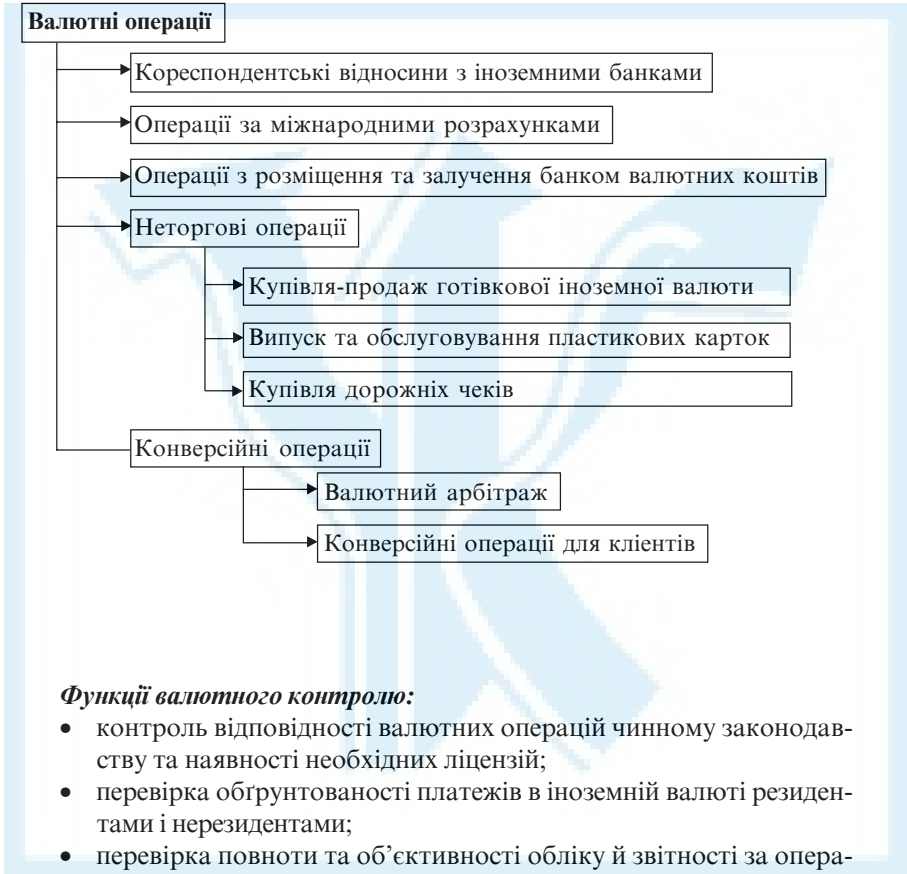 Валютні операції
Кореспондентські відносини з іноземними банками
Операції за міжнародними розрахунками
Операції з розміщення та залучення банком валютних коштів
Неторгові операції
Купівля-продаж готівкової іноземної валюти
Випуск та обслуговування пластикових карток
Купівля дорожніх чеків
Конверсійні операції
Валютний арбітраж
Конверсійні операції для клієнтів
Функції валютного контролю:
• контроль відповідності валютних операцій чинному законодав-
ству та наявності необхідних ліцензій;
• перевірка обґрунтованості платежів в іноземній валюті резиден-
тами і нерезидентами;
• перевірка повноти та об’єктивності обліку й звітності за опера-